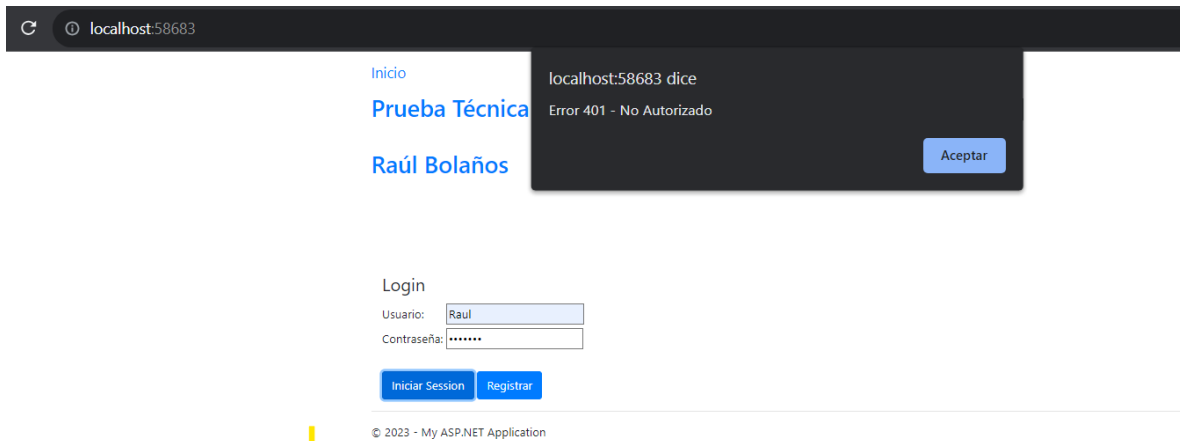 localhost:58683
Inicio
Prueba Técnica
Raúl Bolaños
localhost:58683 dice
Error 401 - No Autorizado
Aceptar
Login
Usuario: Raul
Contraseña: •••••••
Iniciar Session Registrar
© 2023 - My ASP.NET Application